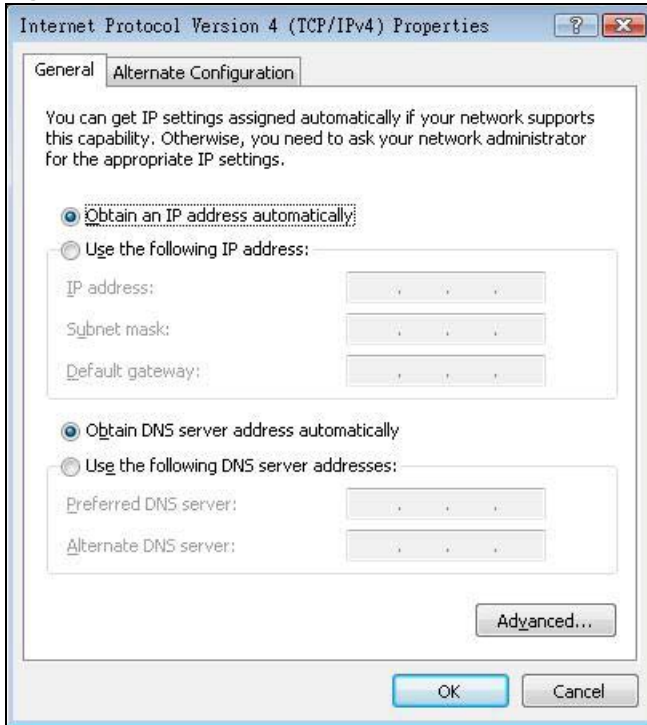 Internet Protocol Version 4 (TCP/IPv4) Properties
General
Alternate Configuration
You can get IP settings assigned automatically if your network supports
this capability. Otherwise, you need to ask your network administrator
for the appropriate IP settings.
Obtain an IP address automatically
Use the following IP address:
IP address:
Subnet mask:
Default gateway:
Obtain DNS server address automatically
Use the following DNS server addresses:
Preferred DNS server:
Alternate DNS server:
Advanced...
OK
Cancel